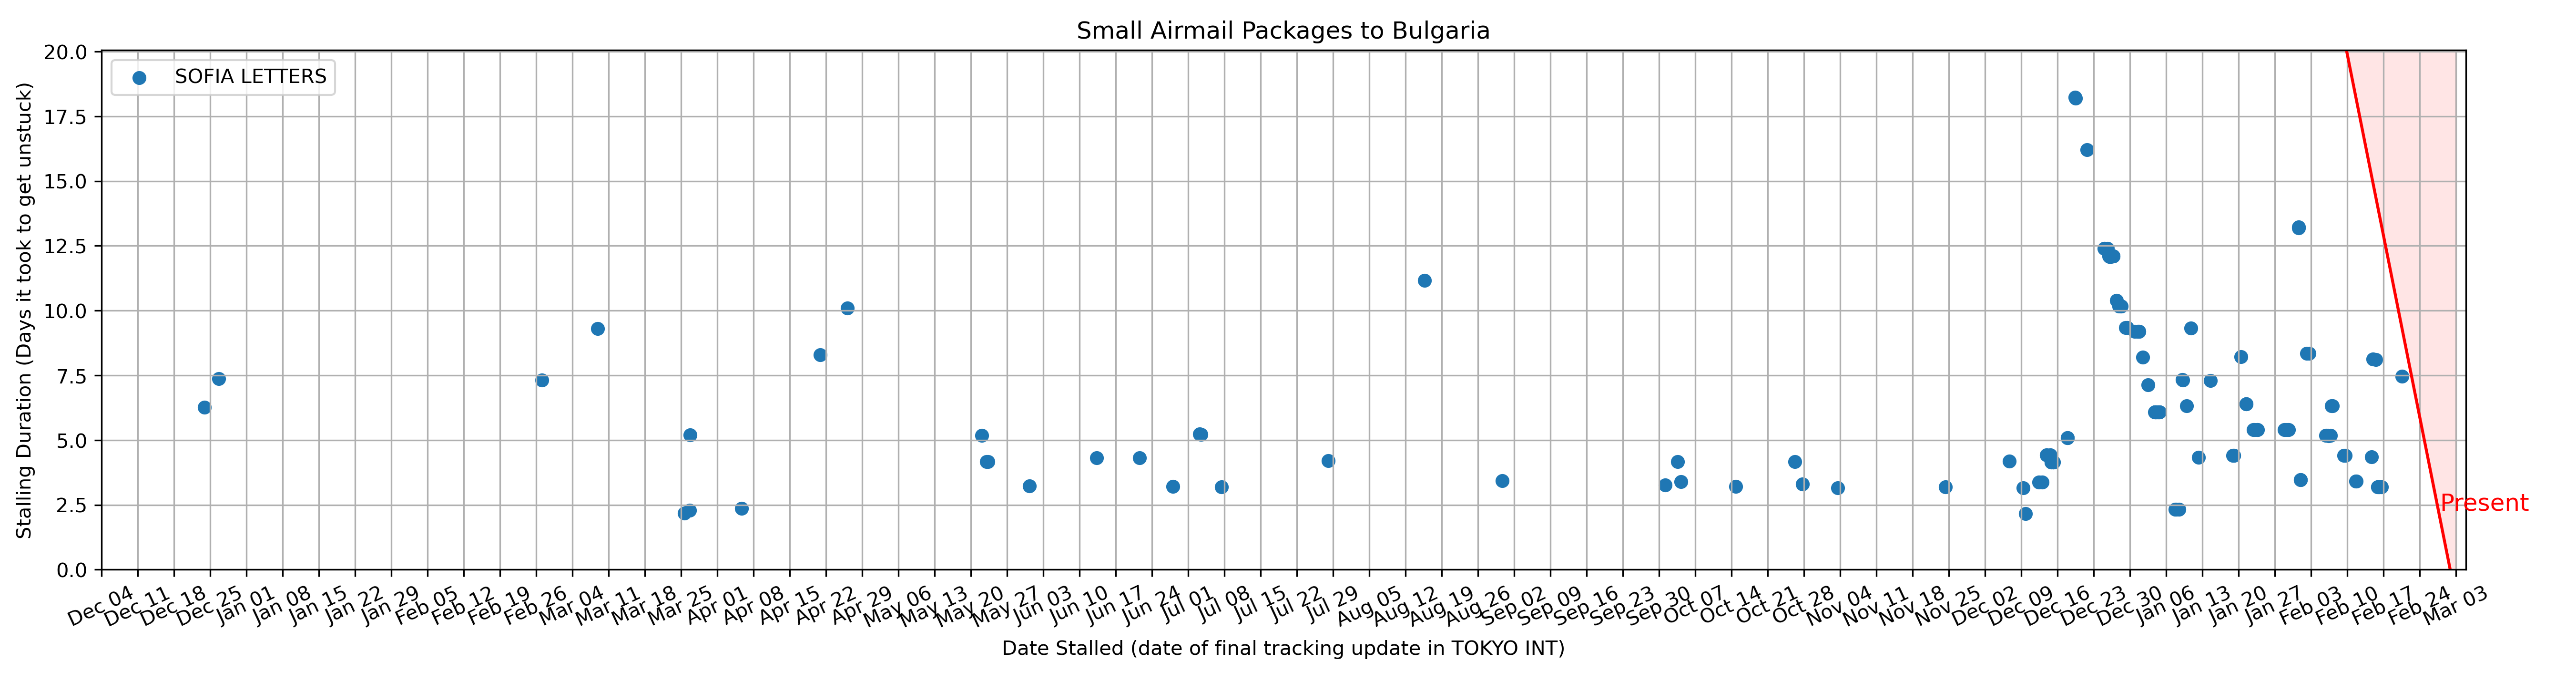 Small Airmail Packages to Bulgaria
SOFIA LETTERS
Stalling Duration (Days it took to get unstuck)
20.0
17.5
15.0
12.5
10.0
7.5
5.0
2.5
0.0
Present
Dec 04 Dec 11 Dec 18 Dec 25 Jan 01 Jan 08 Jan 15 Jan 22 Jan 29 Feb 05 Feb 12 Feb 19 Feb 26 Mar 04 Mar 11 Mar 18 Mar 25 Apr 01 Apr 08 Apr 15 Apr 22 Apr 29 May 06 May 13 May 20 May 27 Jun 03 Jun 10 Jun 17 Jun 24 Jul 01 Jul 08 Jul 15 Jul 22 Jul 29 Aug 05 Aug 12 Aug 19 Aug 26 Sep 02 Sep 09 Sep 16 Sep 23 Sep 30 Oct 07 Oct 14 Oct 21 Oct 28 Nov 04 Nov 11 Nov 18 Nov 25 Dec 02 Dec 09 Dec 16 Dec 23 Dec 30 Jan 06 Jan 13 Jan 20 Jan 27 Feb 03 Feb 10 Feb 17 Feb 24 Mar 03
Date Stalled (date of final tracking update in TOKYO INT)